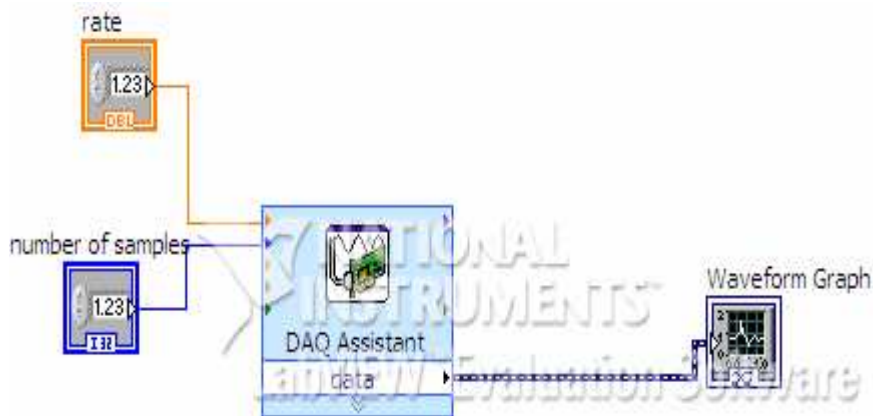 rate
1.23
DBL
number of samples
1.23
I32
NATIONAL
INSTRUMENTS™
DAQ Assistant
data
Waveform Graph
LabVIEW Evaluation Software